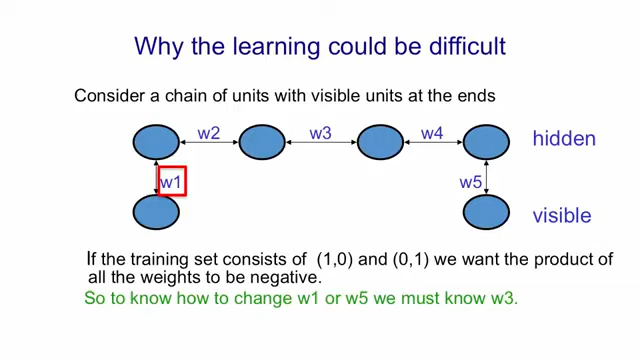 Why the learning could be difficult
Consider a chain of units with visible units at the ends
w2 w3 w4 hidden
w1 w5
visible
If the training set consists of (1,0) and (0,1) we want the product of
all the weights to be negative.
So to know how to change w1 or w5 we must know w3.